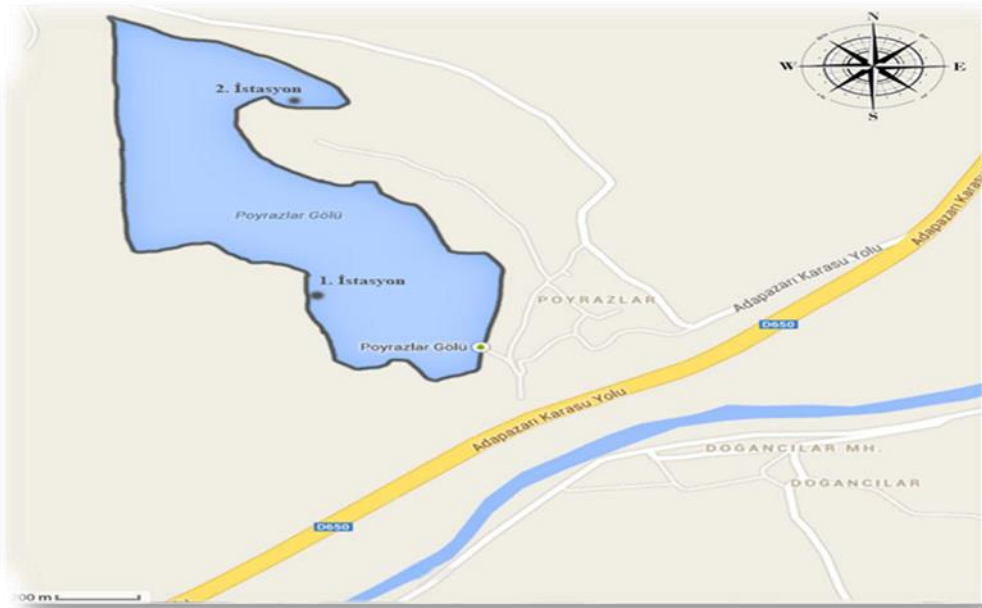 N
W
E
S
2. İstasyon
Poyrazlar Gölü
1. İstasyon
POYRAZLAR
Poyrazlar Gölü
Adapazarı Karasu Yolu
Adapazarı Karasu
D650
Adapazarı Karasu Yolu
DOĞANCILAR MH.
DOĞANCILAR
D650
200 m